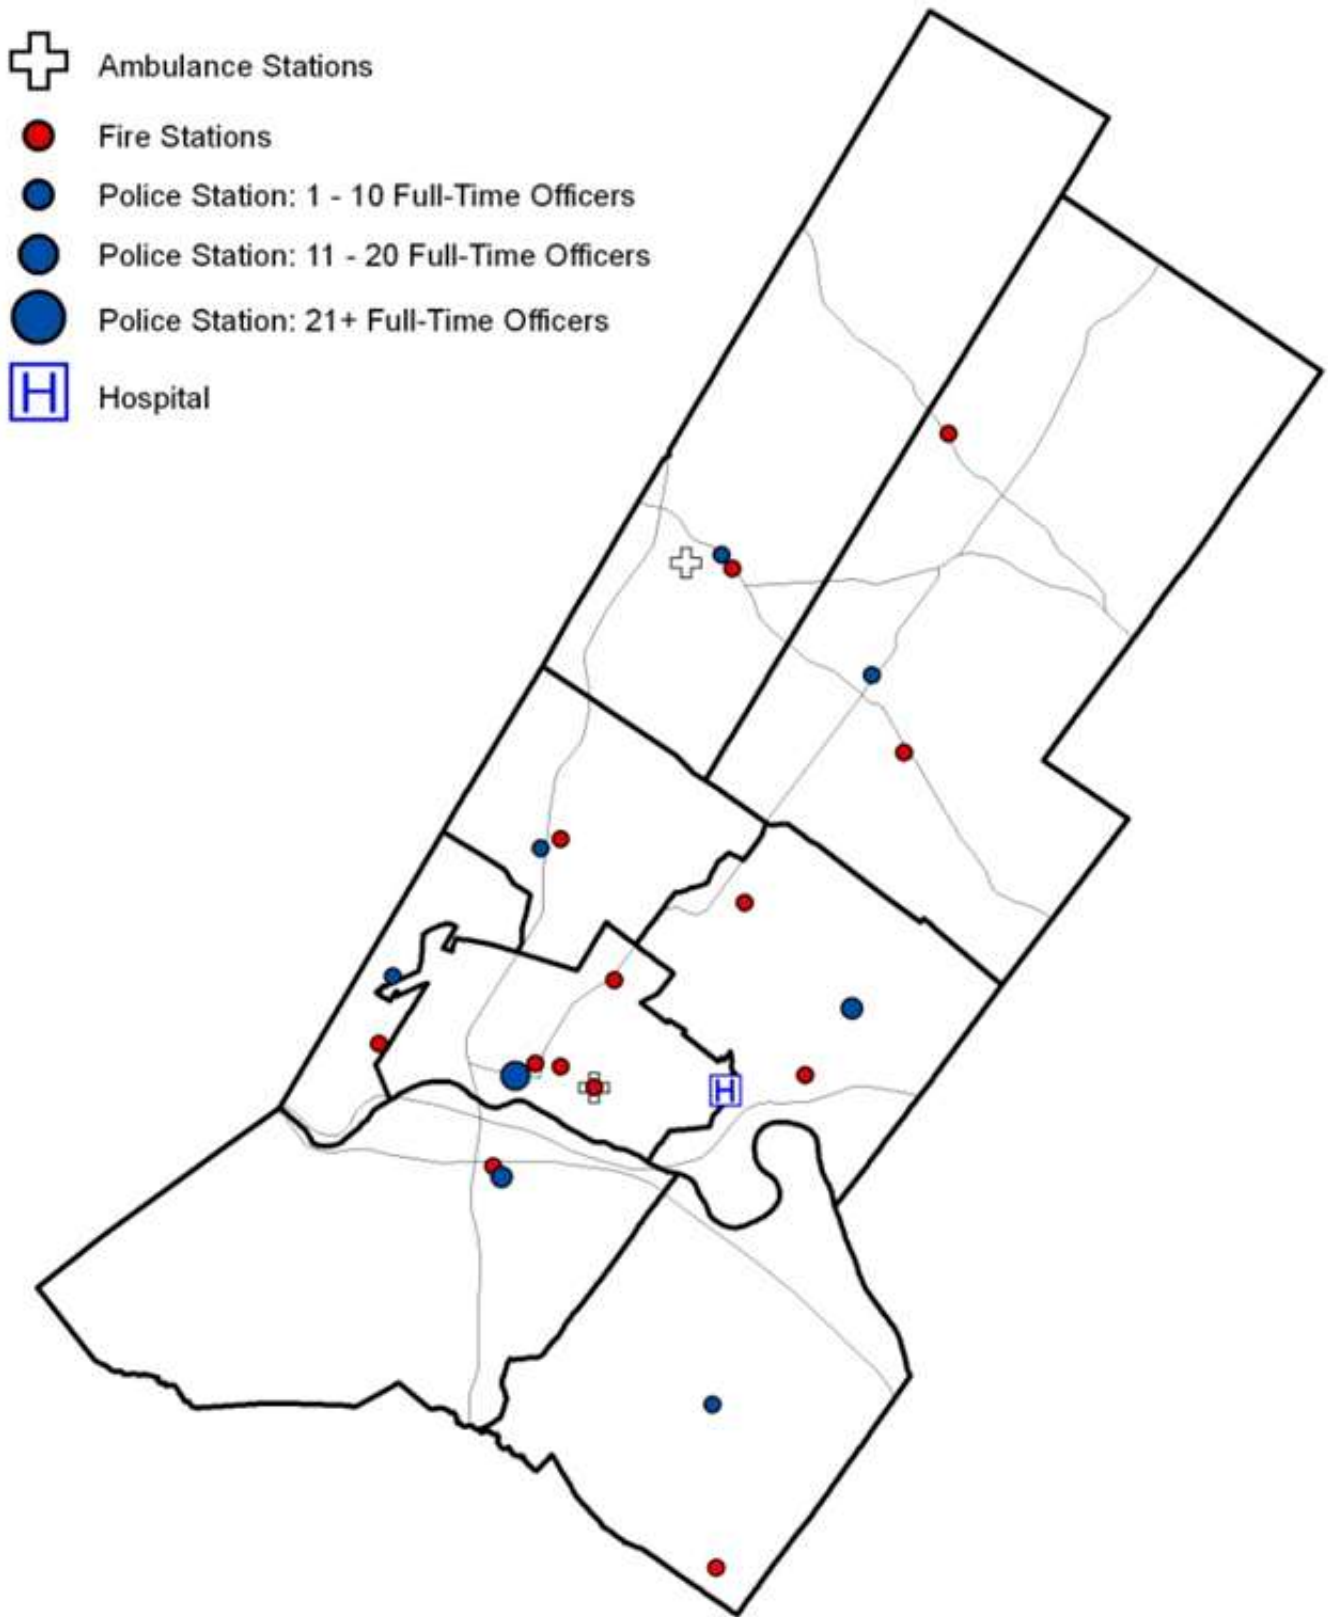 Ambulance Stations
Fire Stations
Police Station: 1 - 10 Full-Time Officers
Police Station: 11 - 20 Full-Time Officers
Police Station: 21+ Full-Time Officers
H Hospital
H